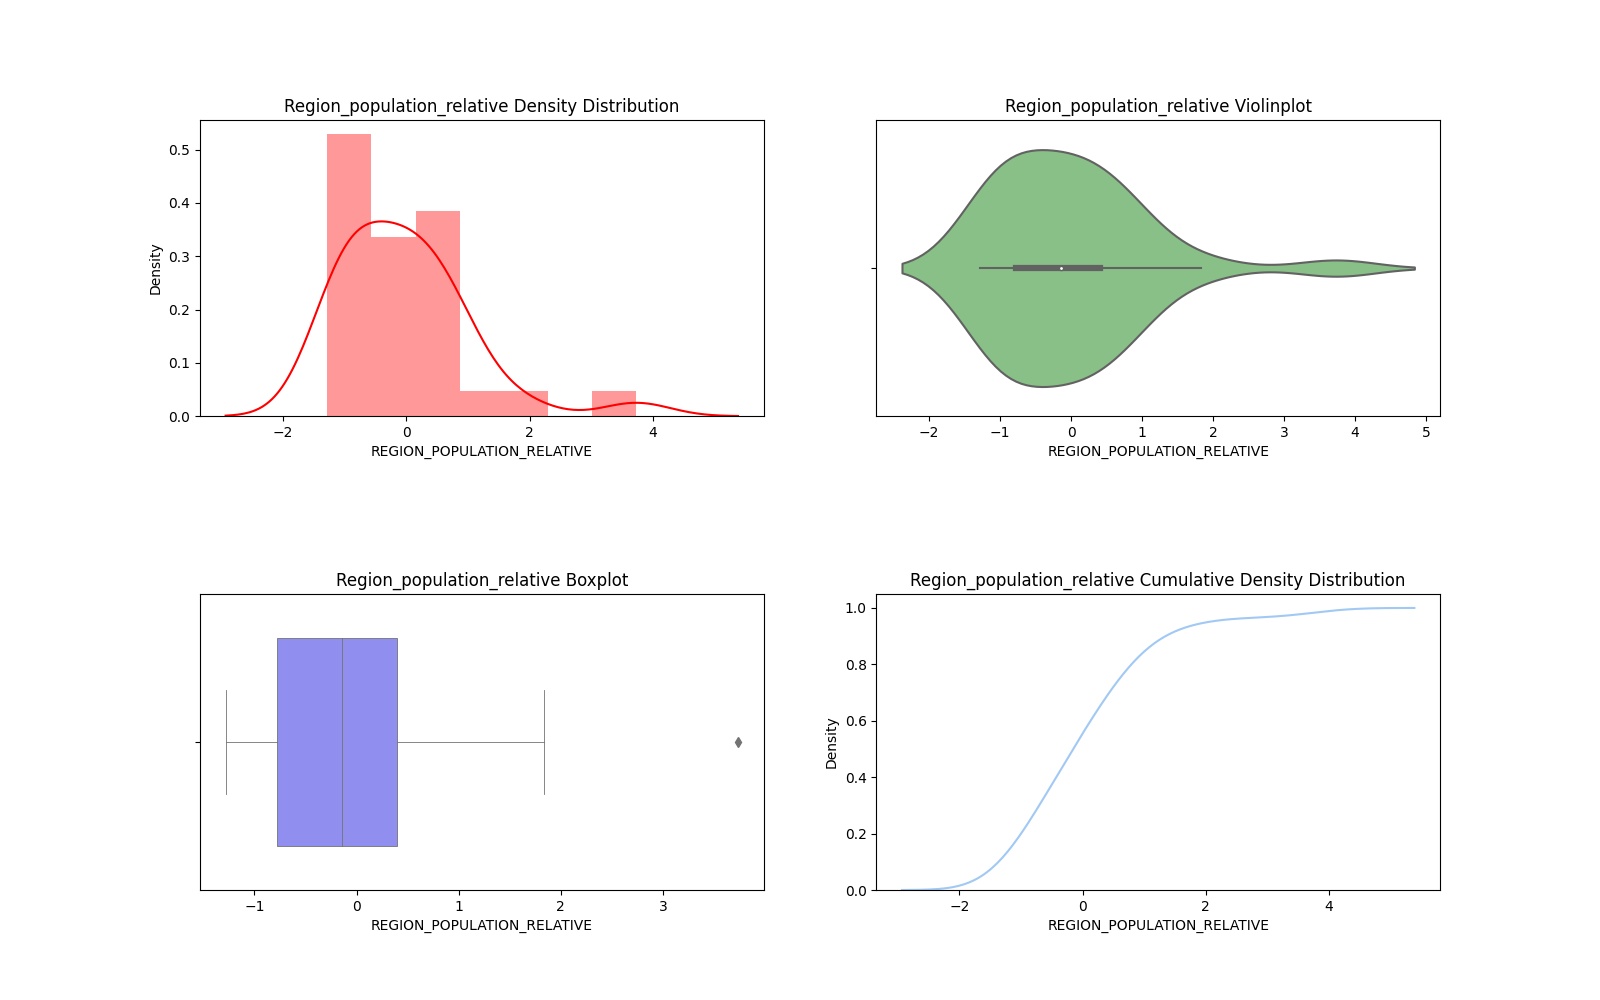 Region_population_relative Density Distribution
0.5
0.4
0.3
0.2
0.1
0.0
Density
−2 0 2 4
REGION_POPULATION_RELATIVE
Region_population_relative Violinplot
−2 −1 0 1 2 3 4 5
REGION_POPULATION_RELATIVE
Region_population_relative Boxplot
−1 0 1 2 3
REGION_POPULATION_RELATIVE
Region_population_relative Cumulative Density Distribution
1.0
0.8
0.6
0.4
0.2
0.0
Density
−2 0 2 4
REGION_POPULATION_RELATIVE